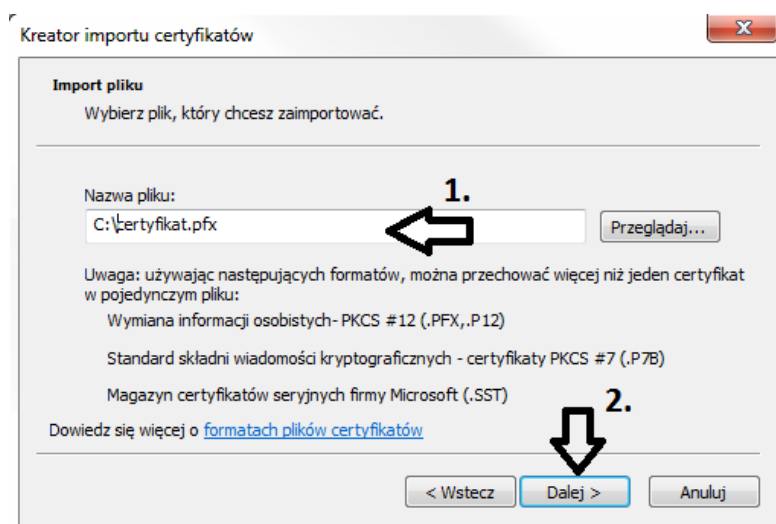 Kreator importu certyfikatów
Import pliku
Wybierz plik, który chcesz zaimportować.
Nazwa pliku:
1.
C:\certyfikat.pfx
Przeglądaj...
Uwaga: używając następujących formatów, można przechować więcej niż jeden certyfikat
w pojedynczym pliku:
Wymiana informacji osobistych- PKCS #12 (.PFX,.P12)
Standard składni wiadomości kryptograficznych - certyfikaty PKCS #7 (.P7B)
Magazyn certyfikatów seryjnych firmy Microsoft (.SST)
2.
Dowiedz się więcej o formatach plików certyfikatów
< Wstecz
Dalej >
Anuluj